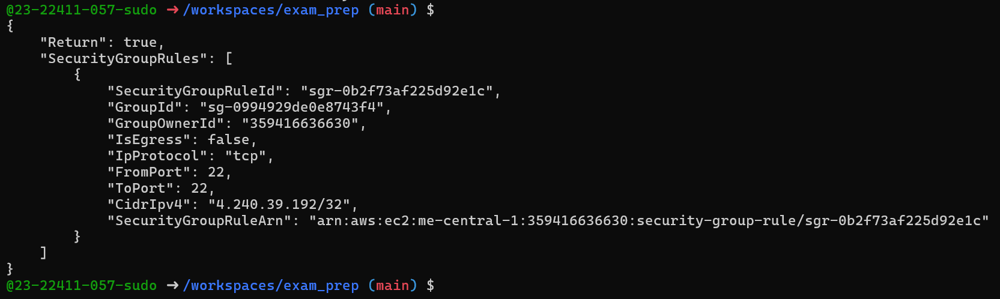 @23-22411-057-sudo ➜ /workspaces/exam_prep (main) $
{
    "Return": true,
    "SecurityGroupRules": [
        {
            "SecurityGroupRuleId": "sgr-0b2f73af225d92e1c",
            "GroupId": "sg-0994929de0e8743f4",
            "GroupOwnerId": "359416636630",
            "IsEgress": false,
            "IpProtocol": "tcp",
            "FromPort": 22,
            "ToPort": 22,
            "CidrIpv4": "4.240.39.192/32",
            "SecurityGroupRuleArn": "arn:aws:ec2:me-central-1:359416636630:security-group-rule/sgr-0b2f73af225d92e1c"
        }
    ]
}
@23-22411-057-sudo ➜ /workspaces/exam_prep (main) $